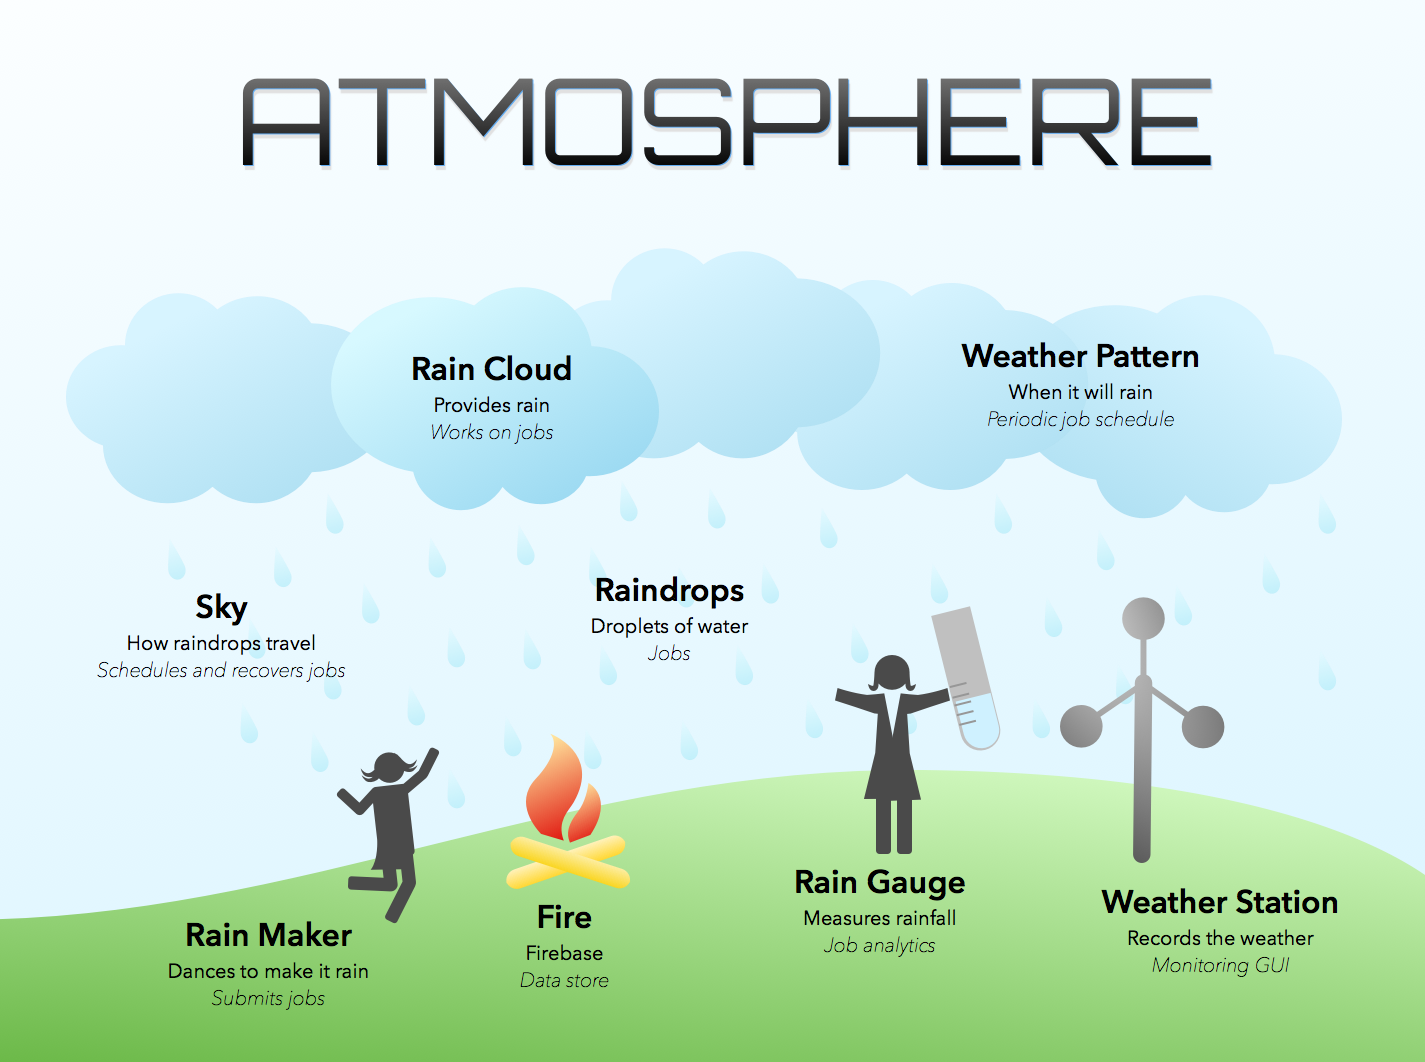 ATMOSPHERE
Rain Cloud
Provides rain
Works on jobs
Weather Pattern
When it will rain
Periodic job schedule
Sky
How raindrops travel
Schedules and recovers jobs
Raindrops
Droplets of water
Jobs
Rain Maker
Dances to make it rain
Submits jobs
Fire
Firebase
Data store
Rain Gauge
Measures rainfall
Job analytics
Weather Station
Records the weather
Monitoring GUI